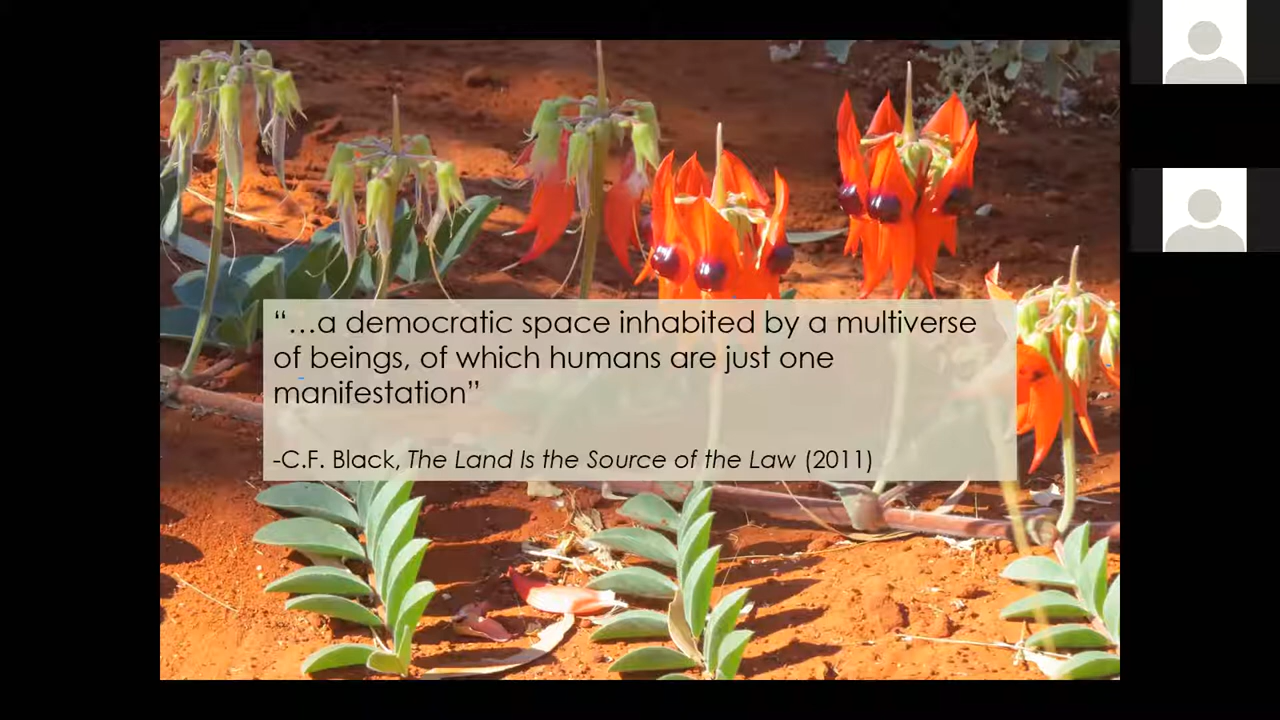 “…a democratic space inhabited by a multiverse
of beings, of which humans are just one
manifestation”
-C.F. Black, The Land Is the Source of the Law (2011)